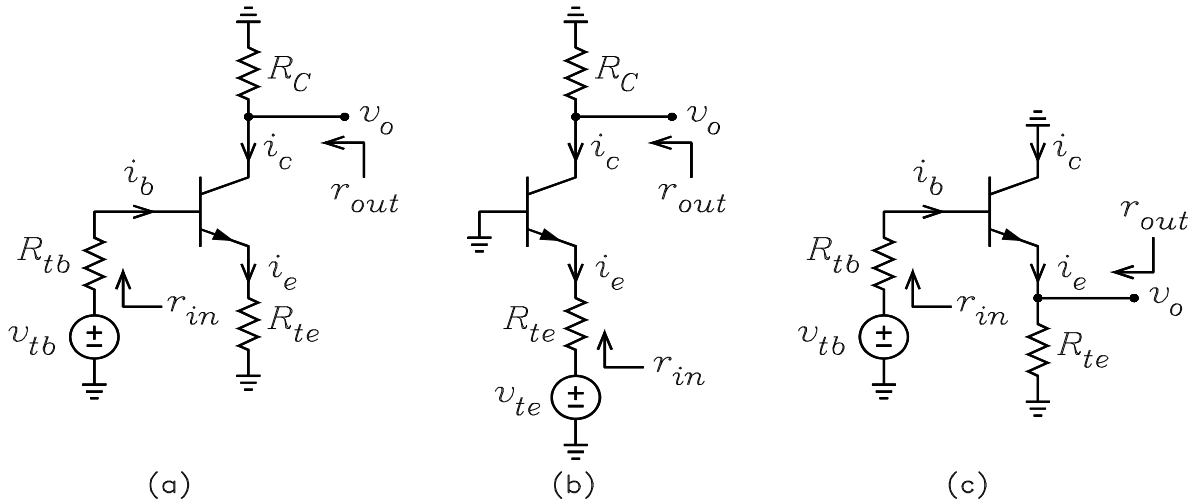 R_C
v_o
i_c
r_out
i_b
R_tb
r_in
v_tb
i_e
R_te
(a)
R_C
v_o
i_c
r_out
i_e
R_te
r_in
v_te
(b)
i_c
i_b
r_out
R_tb
r_in
v_tb
i_e
v_o
R_te
(c)